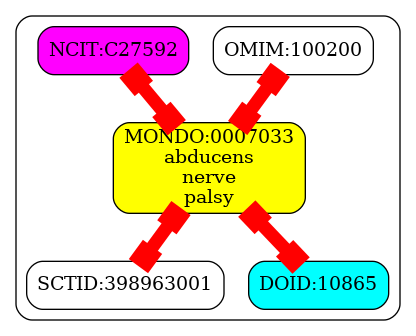 NCIT:C27592
OMIM:100200
MONDO:0007033
abducens
nerve
palsy
SCTID:398963001
DOID:10865